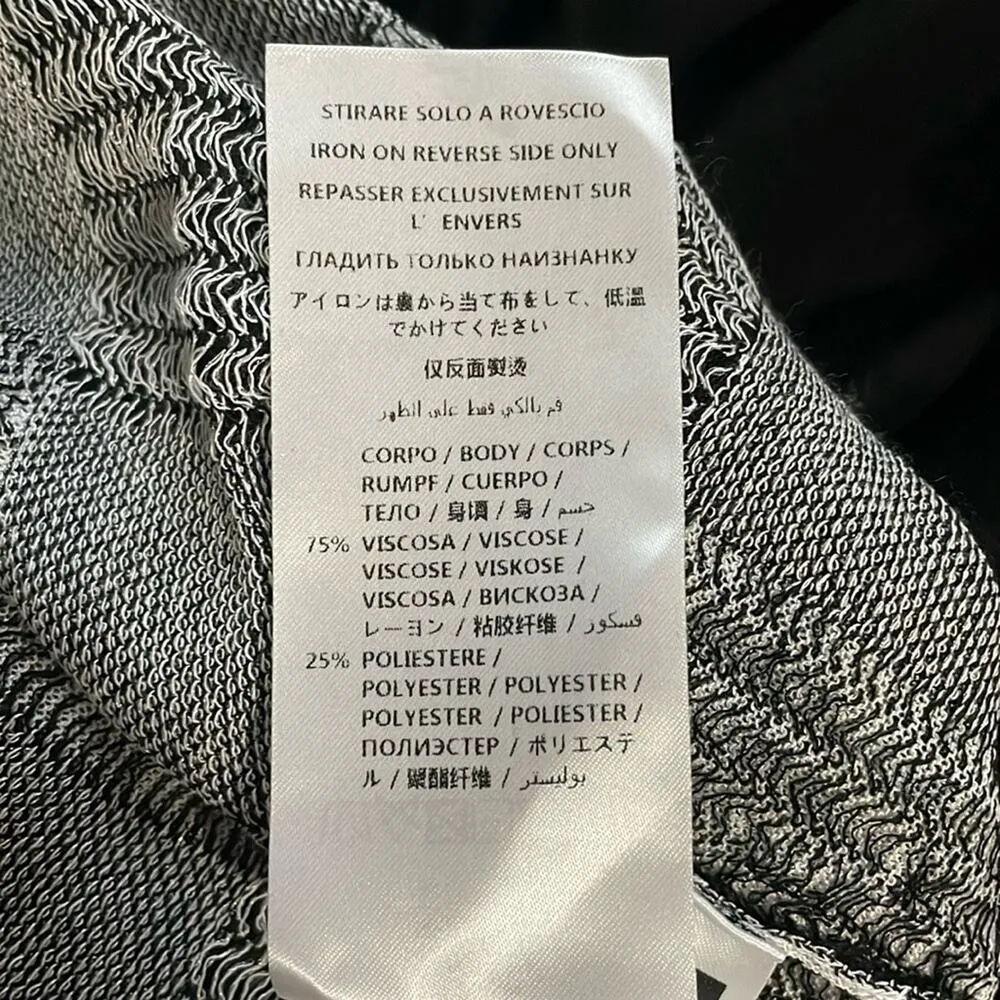 STIRARE SOLO A ROVESCIO
IRON ON REVERSE SIDE ONLY
REPASSER EXCLUSIVEMENT SUR
L' ENVERS
ГЛАДИТЬ ТОЛЬКО НАИЗНАНКУ
アイロンは裏から当て布をして、低温
でかけてください
仅反面熨烫
قم بالكي فقط على الظهر
CORPO / BODY / CORPS /
RUMPF / CUERPO /
ТЕЛО / 身頃 / 身 / جسم
75% VISCOSA / VISCOSE /
VISCOSE / VISKOSE /
VISCOSA / ВИСКОЗА /
レーヨン / 粘胶纤维 / فسكور
25% POLIESTERE /
POLYESTER / POLYESTER /
POLYESTER / POLIESTER /
ПОЛИЭСТЕР / ポリエステ
ル / 聚酯纤维 / بوليستر